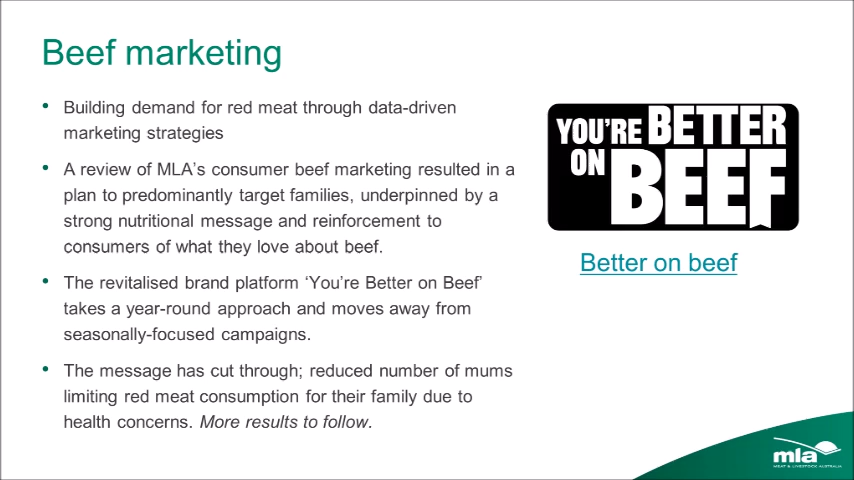 Beef marketing
• Building demand for red meat through data-driven
marketing strategies
• A review of MLA’s consumer beef marketing resulted in a
plan to predominantly target families, underpinned by a
strong nutritional message and reinforcement to
consumers of what they love about beef.
• The revitalised brand platform ‘You’re Better on Beef’
takes a year-round approach and moves away from
seasonally-focused campaigns.
• The message has cut through; reduced number of mums
limiting red meat consumption for their family due to
health concerns. More results to follow.
YOU’RE BETTER
ON BEEF
Better on beef
mla
MEAT & LIVESTOCK AUSTRALIA